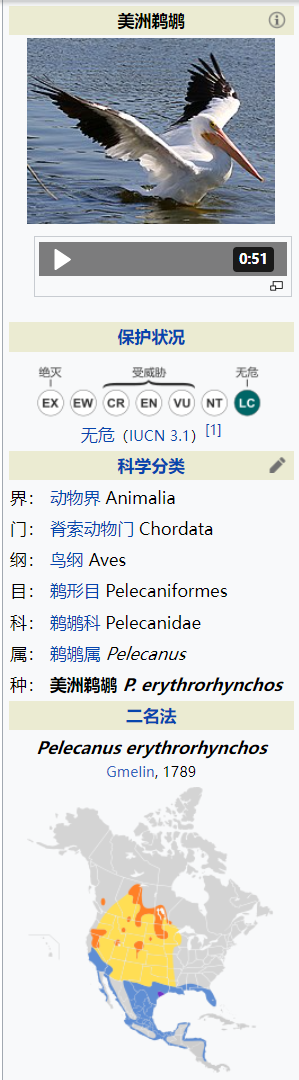 美洲鹈鹕
0:51
保护状况
绝灭 受威胁 无危
EX EW CR EN VU NT LC
无危（IUCN 3.1）[1]
科学分类
界： 动物界 Animalia
门： 脊索动物门 Chordata
纲： 鸟纲 Aves
目： 鹈形目 Pelecaniformes
科： 鹈鹕科 Pelecanidae
属： 鹈鹕属 Pelecanus
种： 美洲鹈鹕 P. erythrorhynchos
二名法
Pelecanus erythrorhynchos
Gmelin, 1789